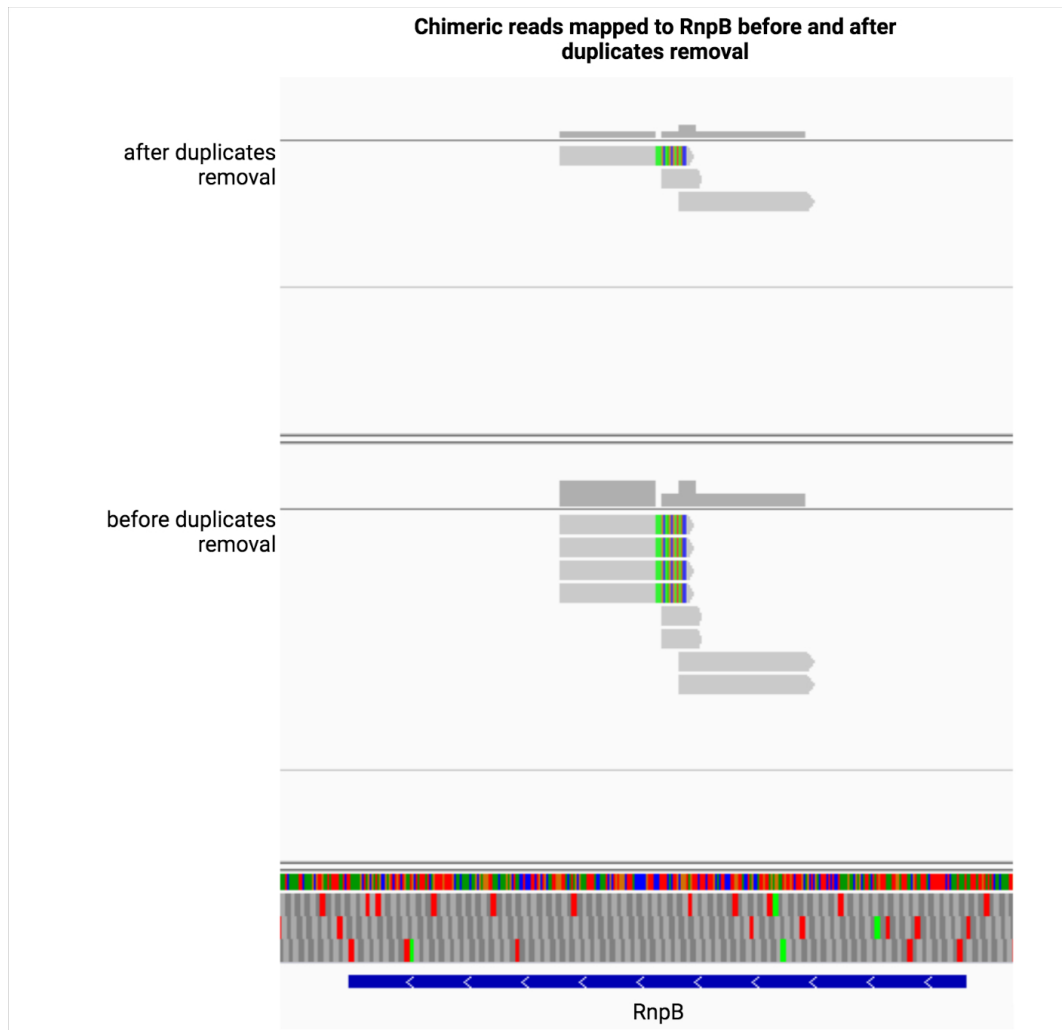 Chimeric reads mapped to RnpB before and after
duplicates removal
after duplicates
removal
before duplicates
removal
RnpB